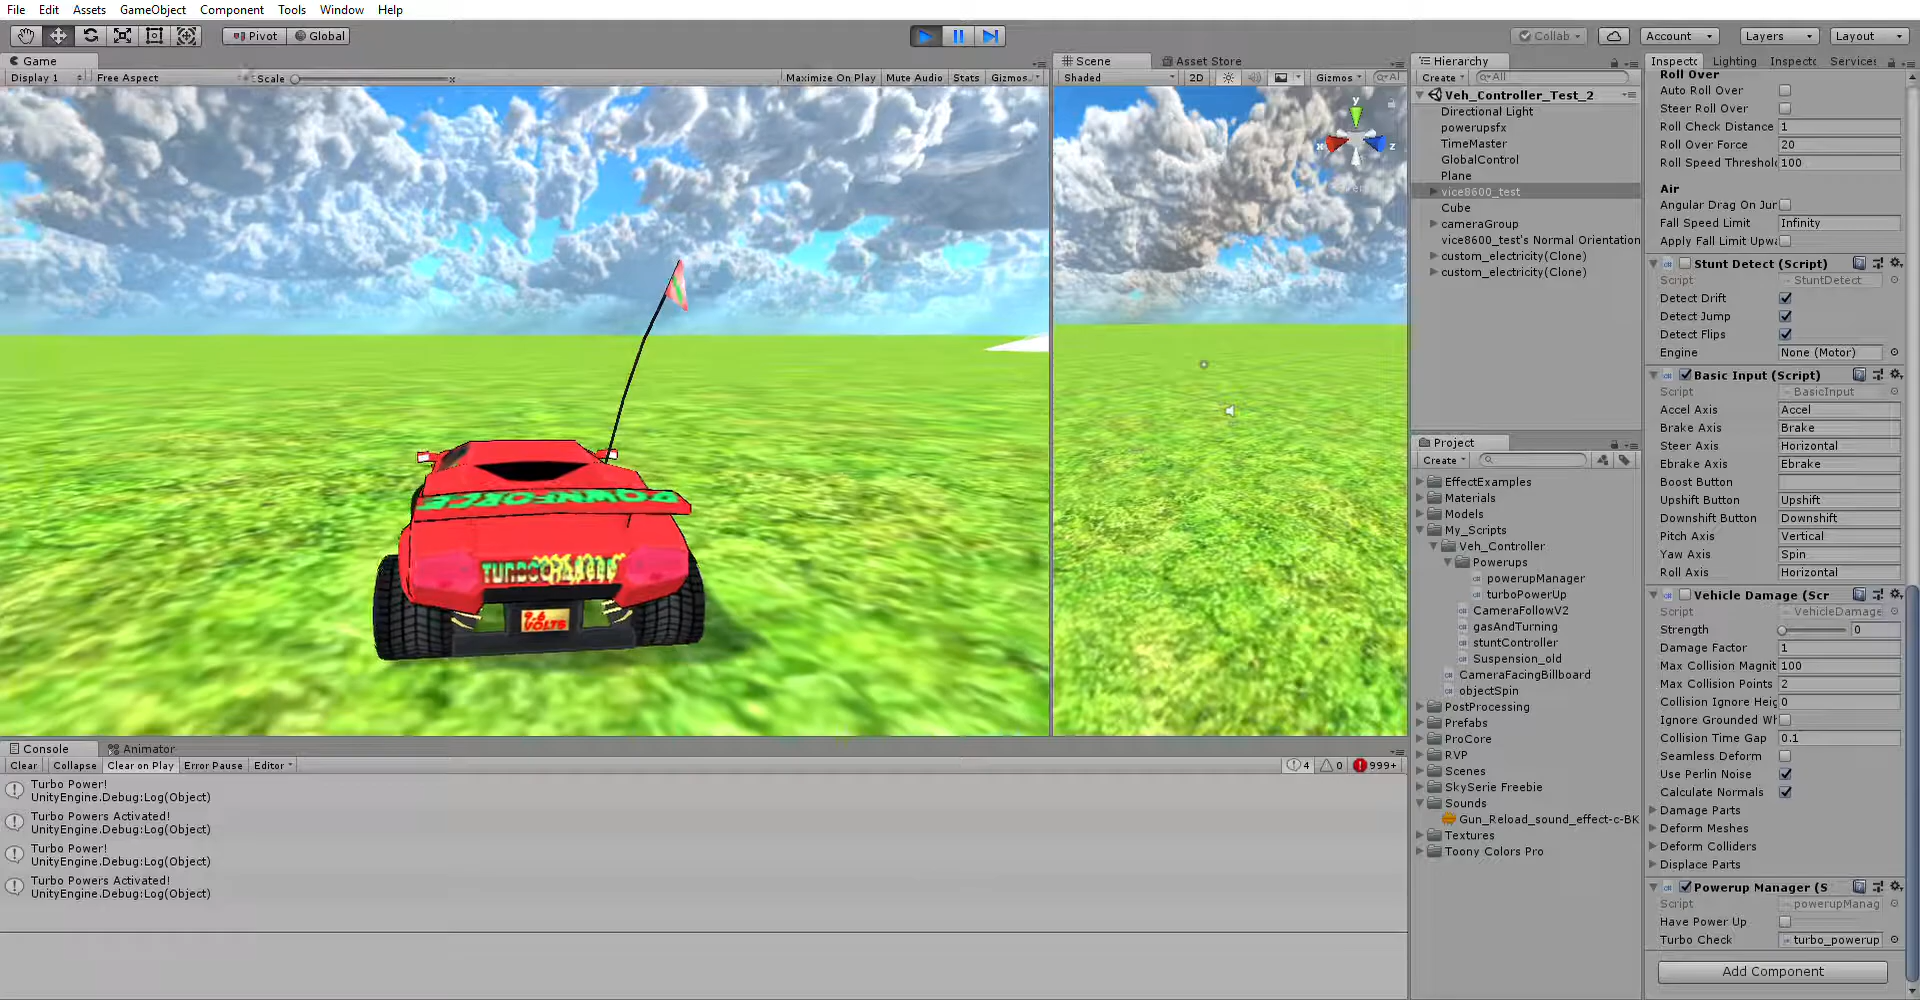 File Edit Assets GameObject Component Tools Window Help
Pivot Global Collab Account Layers Layout
Game
Display 1 Free Aspect Scale x Maximize On Play Mute Audio Stats Gizmos
Scene Asset Store
Shaded 2D Gizmos All
y
x z
DOWNFORCE
9.6
VOLTS
Console Animator
Clear Collapse Clear on Play Error Pause Editor 4 0 999+
Turbo Power!
UnityEngine.Debug:Log(Object)
Turbo Powers Activated!
UnityEngine.Debug:Log(Object)
Turbo Power!
UnityEngine.Debug:Log(Object)
Turbo Powers Activated!
UnityEngine.Debug:Log(Object)
Hierarchy
Create All
Veh_Controller_Test_2
Directional Light
powerupsfx
TimeMaster
GlobalControl
Plane
vice8600_test
Cube
cameraGroup
vice8600_test's Normal Orientation
custom_electricity(Clone)
custom_electricity(Clone)
Project
Create
EffectExamples
Materials
Models
My_Scripts
Veh_Controller
Powerups
powerupManager
turboPowerUp
CameraFollowV2
gasAndTurning
stuntController
Suspension_old
CameraFacingBillboard
objectSpin
PostProcessing
Prefabs
ProCore
RVP
Scenes
SkySerie Freebie
Sounds
Gun_Reload_sound_effect-c-BK
Textures
Toony Colors Pro
Inspecto Lighting Inspecto Services
Roll Over
Auto Roll Over
Steer Roll Over
Roll Check Distance 1
Roll Over Force 20
Roll Speed Threshol 100
Air
Angular Drag On Jur
Fall Speed Limit Infinity
Apply Fall Limit Upwa
Stunt Detect (Script)
Script StuntDetect
Detect Drift
Detect Jump
Detect Flips
Engine None (Motor)
Basic Input (Script)
Script BasicInput
Accel Axis Accel
Brake Axis Brake
Steer Axis Horizontal
Ebrake Axis Ebrake
Boost Button
Upshift Button Upshift
Downshift Button Downshift
Pitch Axis Vertical
Yaw Axis Spin
Roll Axis Horizontal
Vehicle Damage (Scr
Script VehicleDamage
Strength 0
Damage Factor 1
Max Collision Magnit 100
Max Collision Points 2
Collision Ignore Heig 0
Ignore Grounded Wh
Collision Time Gap 0.1
Seamless Deform
Use Perlin Noise
Calculate Normals
Damage Parts
Deform Meshes
Deform Colliders
Displace Parts
Powerup Manager (S
Script powerupManag
Have Power Up
Turbo Check turbo_powerup
Add Component